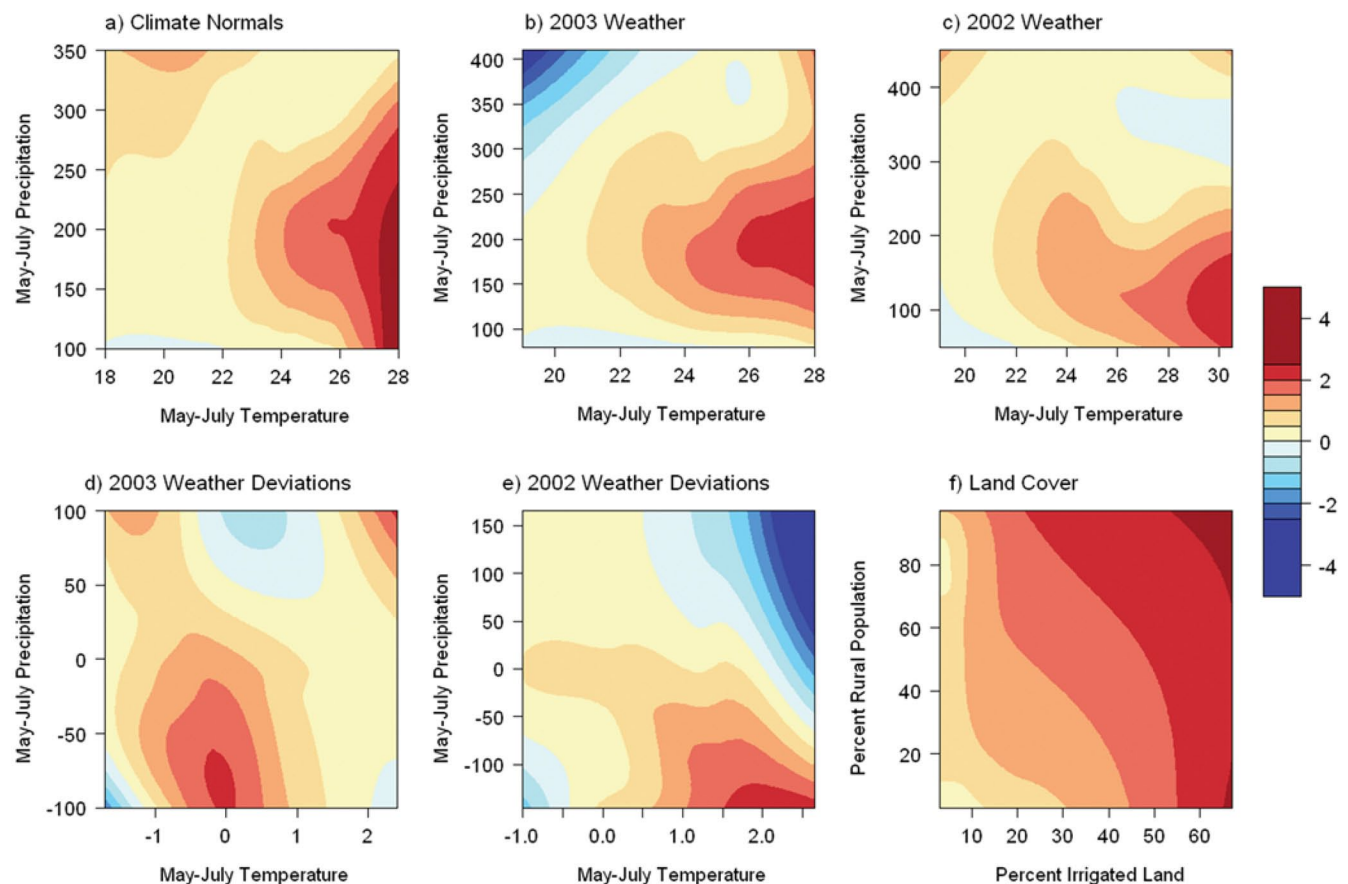 a) Climate Normals
350
300
250
200
150
100
18 20 22 24 26 28
May-July Precipitation
May-July Temperature
b) 2003 Weather
400
350
300
250
200
150
100
20 22 24 26 28
May-July Precipitation
May-July Temperature
c) 2002 Weather
400
300
200
100
20 22 24 26 28 30
May-July Precipitation
May-July Temperature
4
2
0
-2
-4
d) 2003 Weather Deviations
100
50
0
-50
-100
-1 0 1 2
May-July Precipitation
May-July Temperature
e) 2002 Weather Deviations
150
100
50
0
-50
-100
-1.0 0.0 1.0 2.0
May-July Precipitation
May-July Temperature
f) Land Cover
80
60
40
20
10 20 30 40 50 60
Percent Rural Population
Percent Irrigated Land